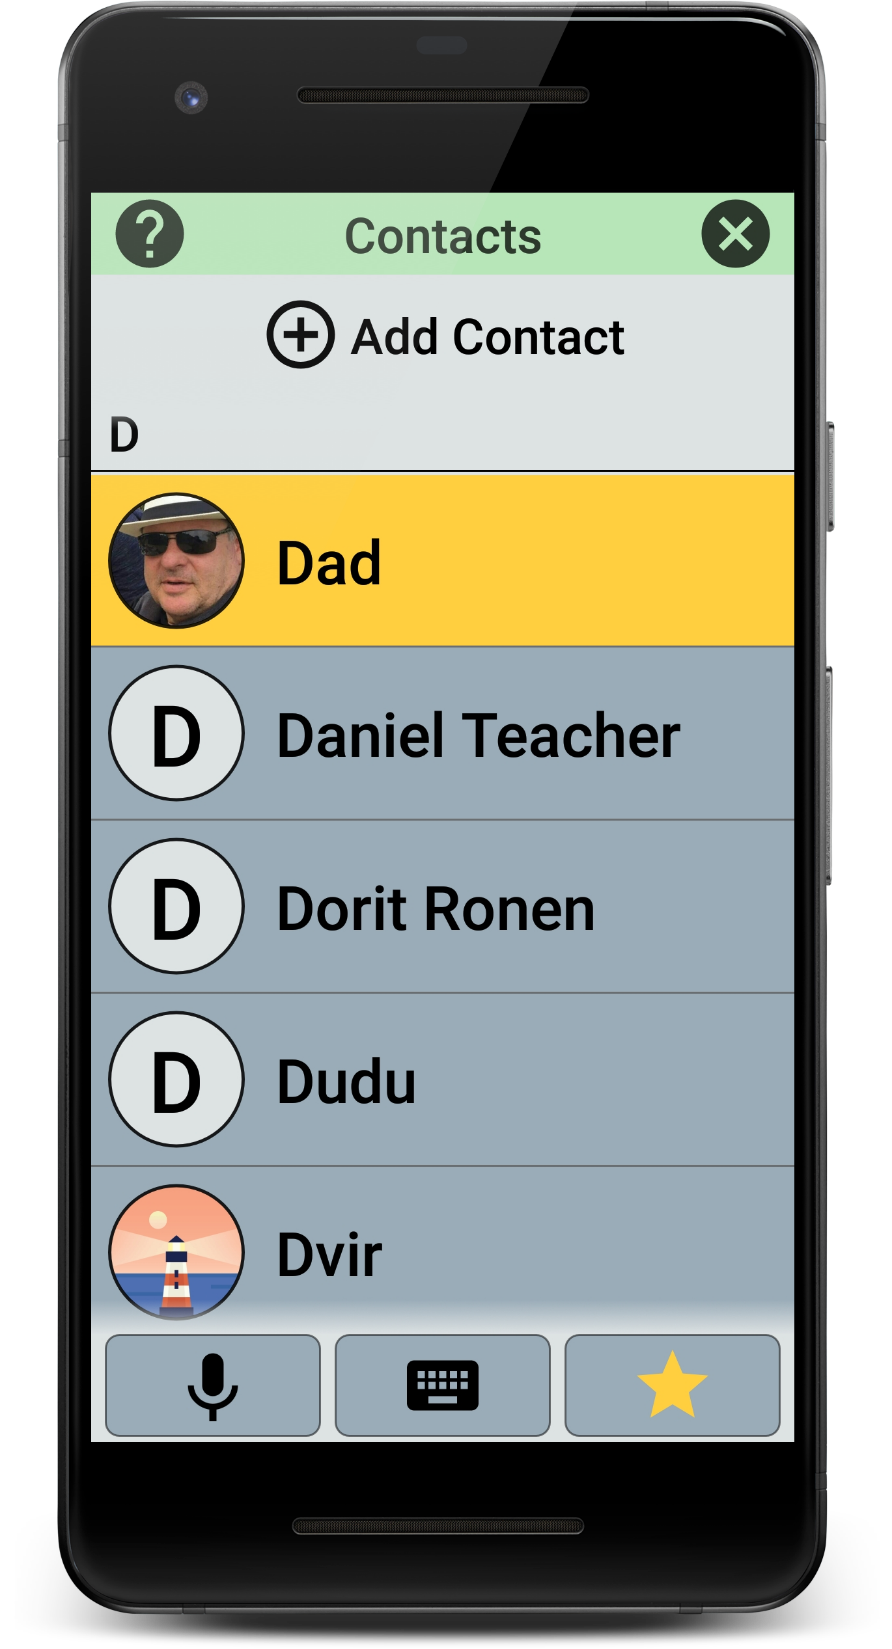 ?
Contacts
Add Contact
D
Dad
D
Daniel Teacher
D
Dorit Ronen
D
Dudu
Dvir